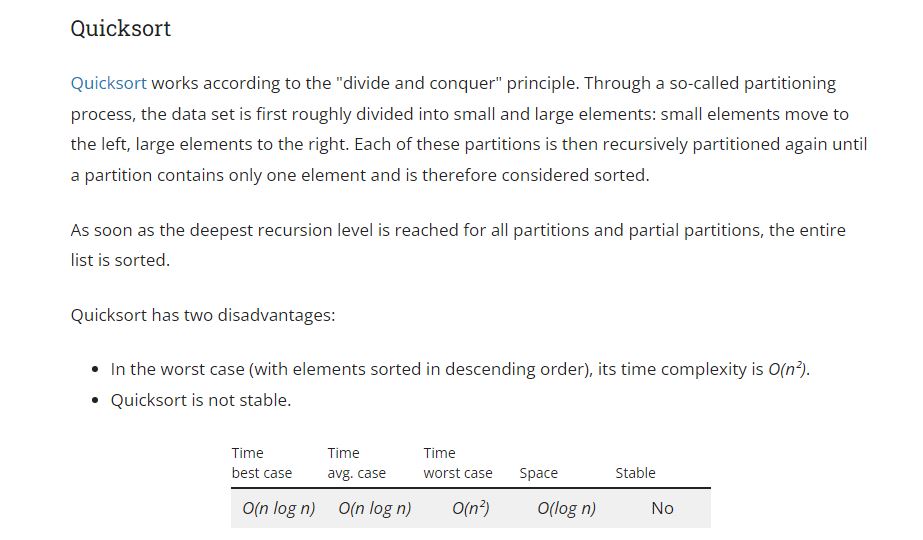 Quicksort
Quicksort works according to the "divide and conquer" principle. Through a so-called partitioning
process, the data set is first roughly divided into small and large elements: small elements move to
the left, large elements to the right. Each of these partitions is then recursively partitioned again until
a partition contains only one element and is therefore considered sorted.
As soon as the deepest recursion level is reached for all partitions and partial partitions, the entire
list is sorted.
Quicksort has two disadvantages:
• In the worst case (with elements sorted in descending order), its time complexity is O(n²).
• Quicksort is not stable.
Time Time Time
best case avg. case worst case Space Stable
O(n log n) O(n log n) O(n²) O(log n) No